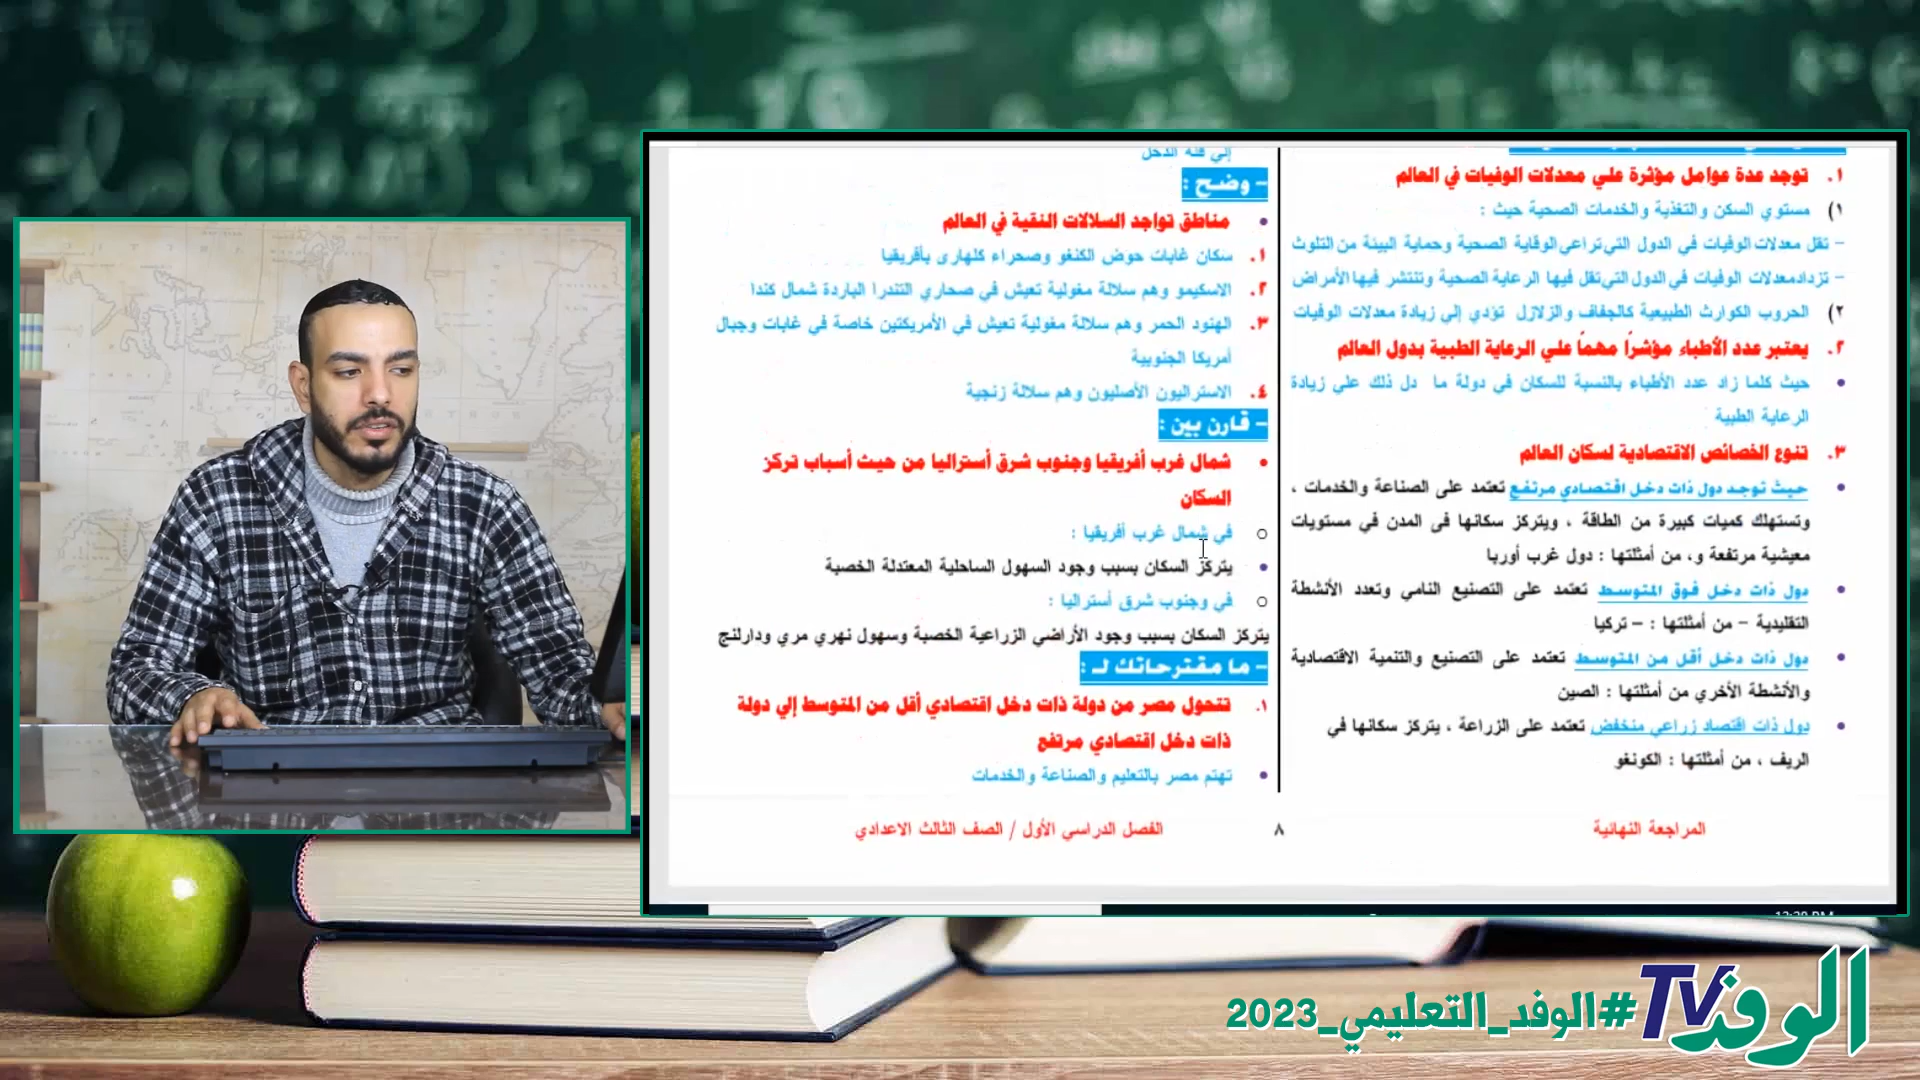 ١. توجد عدة عوامل مؤثرة علي معدلات الوفيات في العالم
١) مستوي السكن والتغذية والخدمات الصحية حيث :
- تقل معدلات الوفيات في الدول التي تراعي الوقاية الصحية وحماية البيئة من التلوث
- تزداد معدلات الوفيات في الدول التي تقل فيها الرعاية الصحية وتنتشر فيها الأمراض
٢) الحروب الكوارث الطبيعية كالجفاف والزلازل تؤدي إلي زيادة معدلات الوفيات
٢. يعتبر عدد الأطباء مؤشرًا مهماً علي الرعاية الطبية بدول العالم
• حيث كلما زاد عدد الأطباء بالنسبة للسكان في دولة ما دل ذلك علي زيادة
الرعاية الطبية
٣. تنوع الخصائص الاقتصادية لسكان العالم
• حيث توجد دول ذات دخل اقتصادي مرتفع تعتمد على الصناعة والخدمات ،
وتستهلك كميات كبيرة من الطاقة ، ويتركز سكانها فى المدن في مستويات
معيشية مرتفعة و، من أمثلتها : دول غرب أوربا
• دول ذات دخل فوق المتوسط تعتمد على التصنيع النامي وتعدد الأنشطة
التقليدية – من أمثلتها : – تركيا
• دول ذات دخل أقل من المتوسط تعتمد على التصنيع والتنمية الاقتصادية
والأنشطة الأخري من أمثلتها : الصين
• دول ذات اقتصاد زراعي منخفض تعتمد على الزراعة ، يتركز سكانها في
الريف ، من أمثلتها : الكونغو
إلي قلة الدخل
- وضح :
• مناطق تواجد السلالات النقية في العالم
١. سكان غابات حوض الكنغو وصحراء كلهارى بأفريقيا
٢. الاسكيمو وهم سلالة مغولية تعيش في صحاري التندرا الباردة شمال كندا
٣. الهنود الحمر وهم سلالة مغولية تعيش في الأمريكتين خاصة في غابات وجبال
أمريكا الجنوبية
٤. الاستراليون الأصليون وهم سلالة زنجية
- قارن بين :
• شمال غرب أفريقيا وجنوب شرق أستراليا من حيث أسباب تركز
السكان
○ في شمال غرب أفريقيا :
• يتركز السكان بسبب وجود السهول الساحلية المعتدلة الخصبة
○ في وجنوب شرق أستراليا :
يتركز السكان بسبب وجود الأراضي الزراعية الخصبة وسهول نهري مري ودارلنج
- ما مقترحاتك لـ :
١. تتحول مصر من دولة ذات دخل اقتصادي أقل من المتوسط إلي دولة
ذات دخل اقتصادي مرتفع
• تهتم مصر بالتعليم والصناعة والخدمات
المراجعة النهائية
٨
الفصل الدراسي الأول / الصف الثالث الاعدادي
الوفد TV
#الوفد_التعليمي_2023